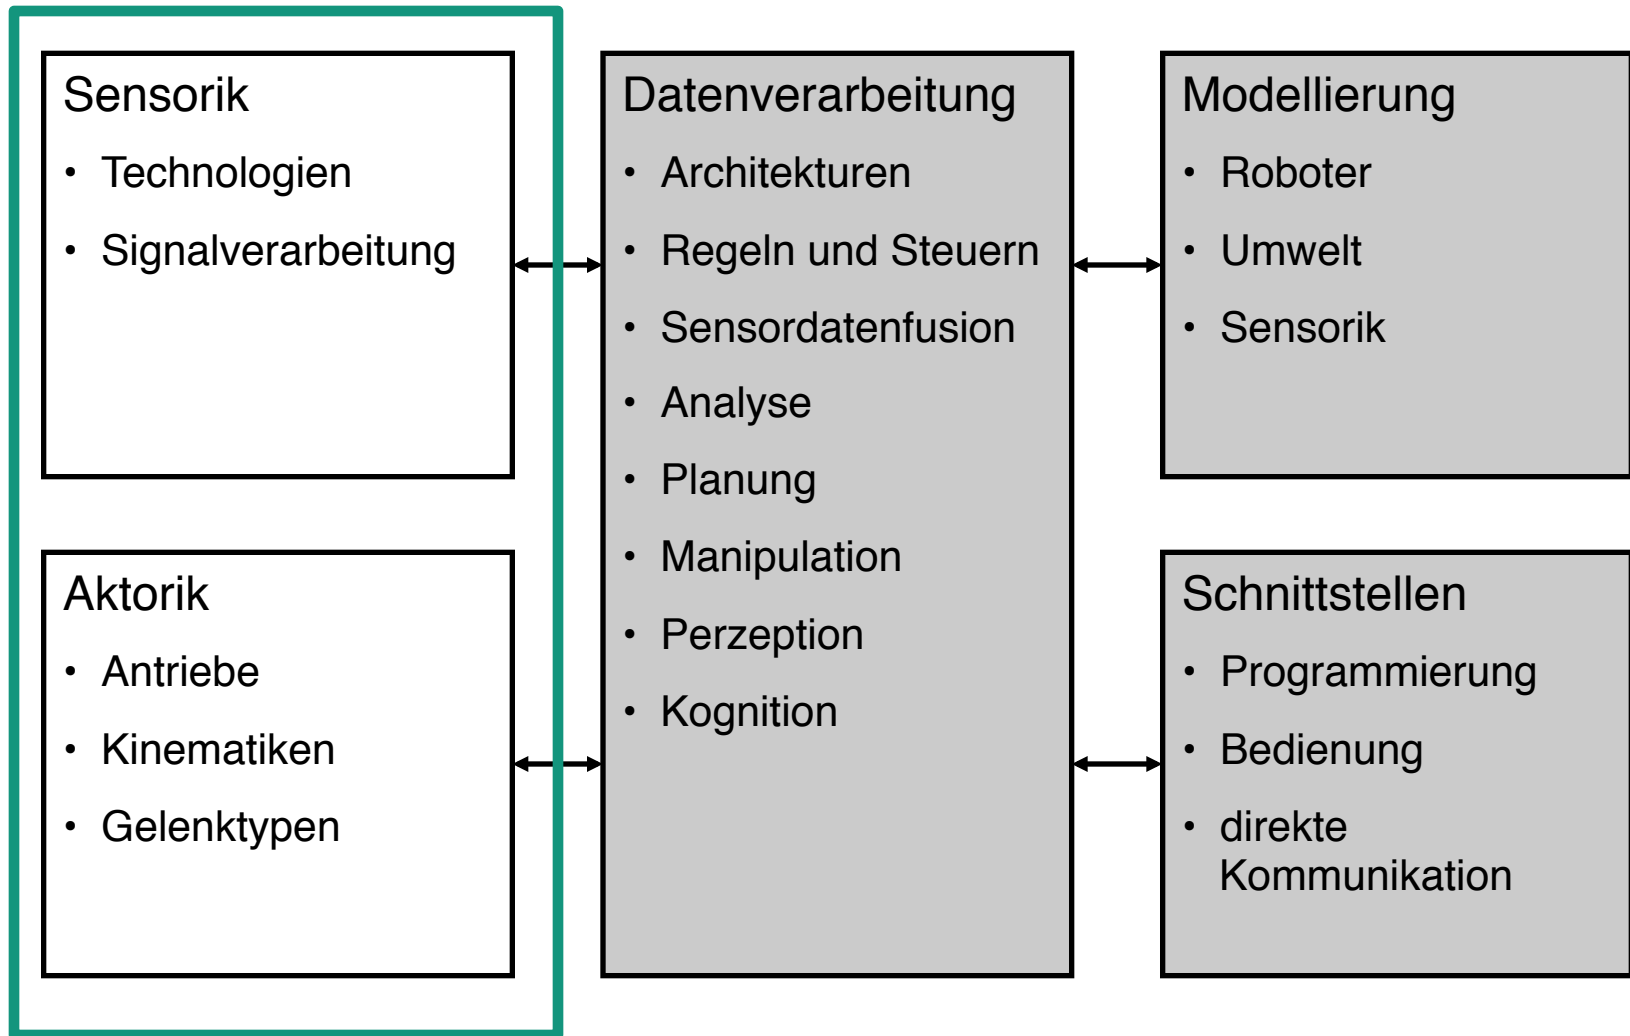 Sensorik
• Technologien
• Signalverarbeitung
Aktorik
• Antriebe
• Kinematiken
• Gelenktypen
Datenverarbeitung
• Architekturen
• Regeln und Steuern
• Sensordatenfusion
• Analyse
• Planung
• Manipulation
• Perzeption
• Kognition
Modellierung
• Roboter
• Umwelt
• Sensorik
Schnittstellen
• Programmierung
• Bedienung
• direkte
Kommunikation